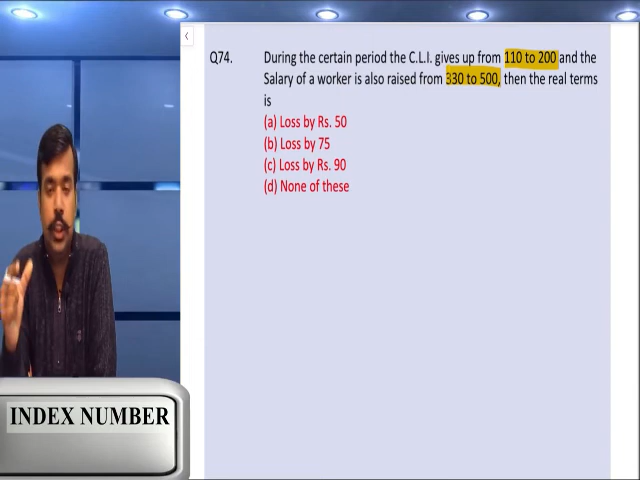 Q74. During the certain period the C.L.I. gives up from 110 to 200 and the
Salary of a worker is also raised from 330 to 500, then the real terms
is
(a) Loss by Rs. 50
(b) Loss by 75
(c) Loss by Rs. 90
(d) None of these
INDEX NUMBER